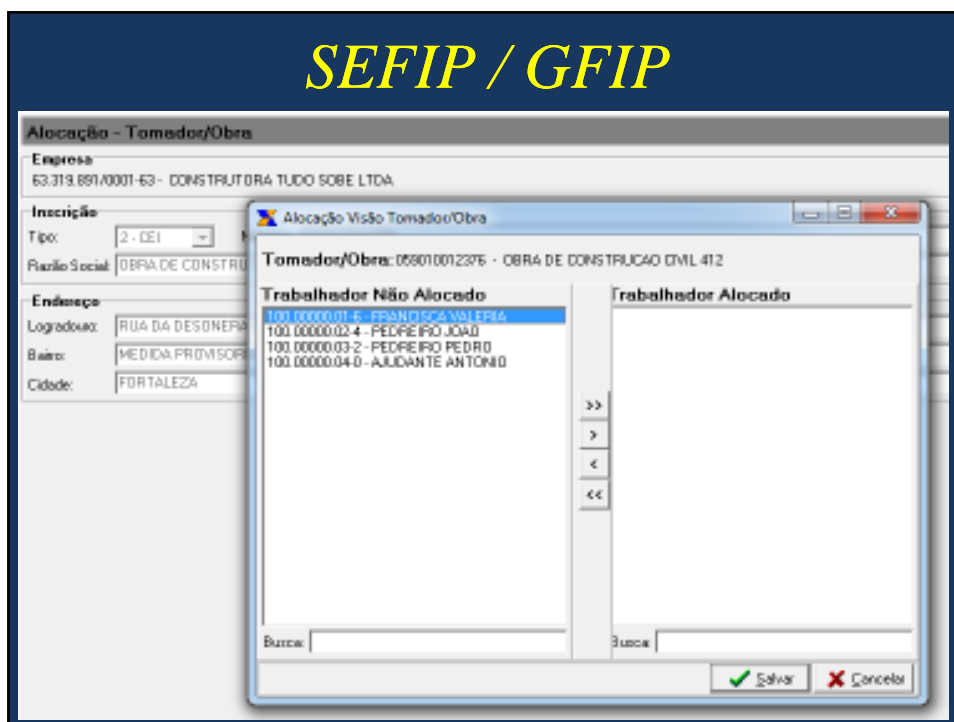 SEFIP / GFIP
Alocação - Tomador/Obra
Empresa
63.319.891/0001-63 - CONSTRUTORA TUDO SOBE LTDA
Inscrição
Tipo: 2 - CEI
Razão Social: OBRA DE CONSTRU
Endereço
Logradouro: RUA DA DESONERA
Bairro: MEDIDA PROVISOR
Cidade: FORTALEZA
Alocação Visão Tomador/Obra
Tomador/Obra: 059010012376 - OBRA DE CONSTRUCAO CIVIL 412
Trabalhador Não Alocado
100.00000.01-6 - FRANCISCA VALERIA
100.00000.02-4 - PEDREIRO JOAO
100.00000.03-2 - PEDREIRO PEDRO
100.00000.04-0 - AJUDANTE ANTONIO
Busca:
>>
>
<
<<
Trabalhador Alocado
Busca:
Salvar
Cancelar